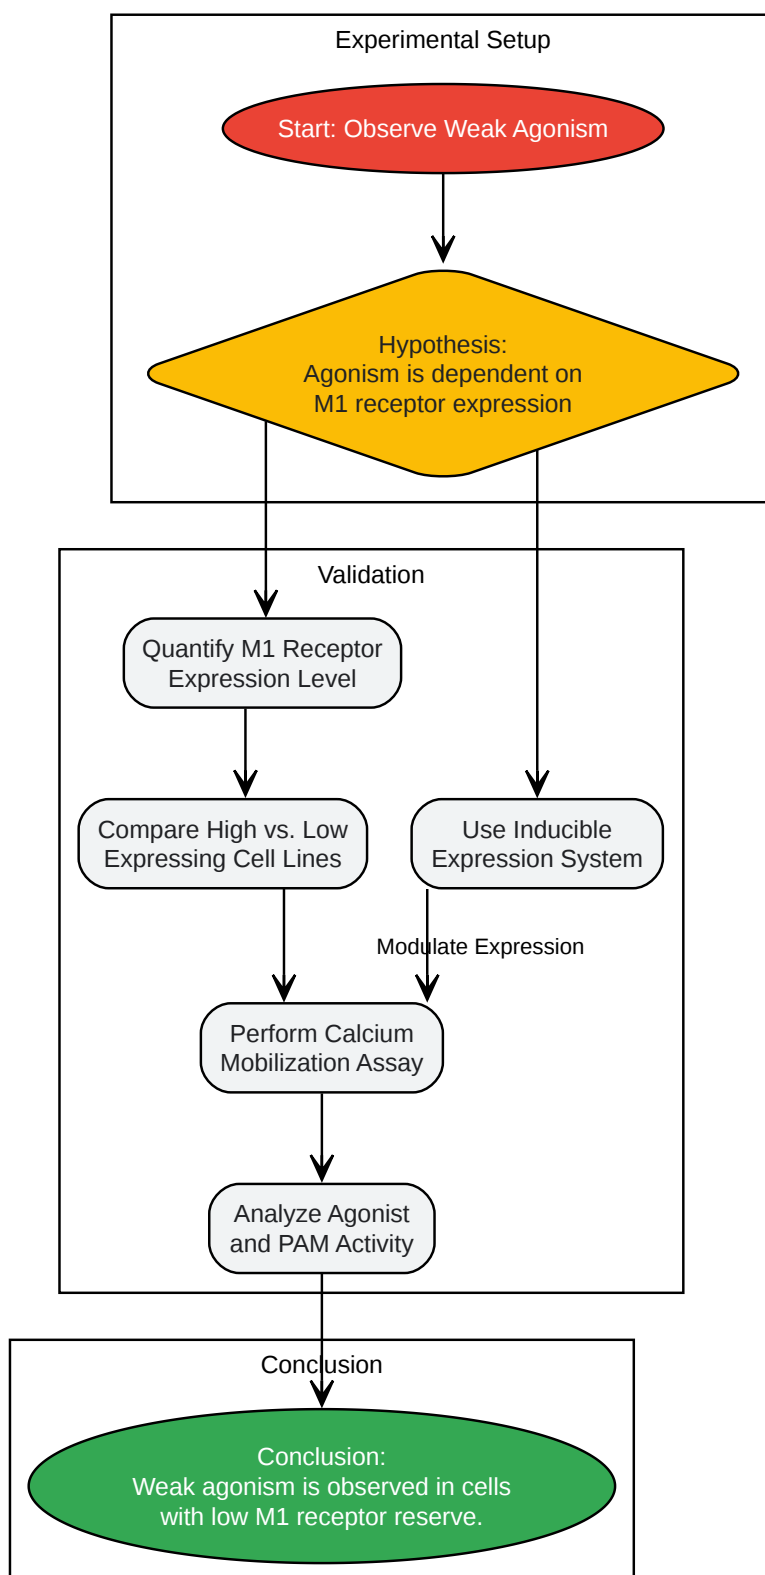 Experimental Setup
Start: Observe Weak Agonism
Hypothesis:
Agonism is dependent on
M1 receptor expression
Validation
Quantify M1 Receptor
Expression Level
Compare High vs. Low
Expressing Cell Lines
Use Inducible
Expression System
Modulate Expression
Perform Calcium
Mobilization Assay
Analyze Agonist
and PAM Activity
Conclusion
Conclusion:
Weak agonism is observed in cells
with low M1 receptor reserve.